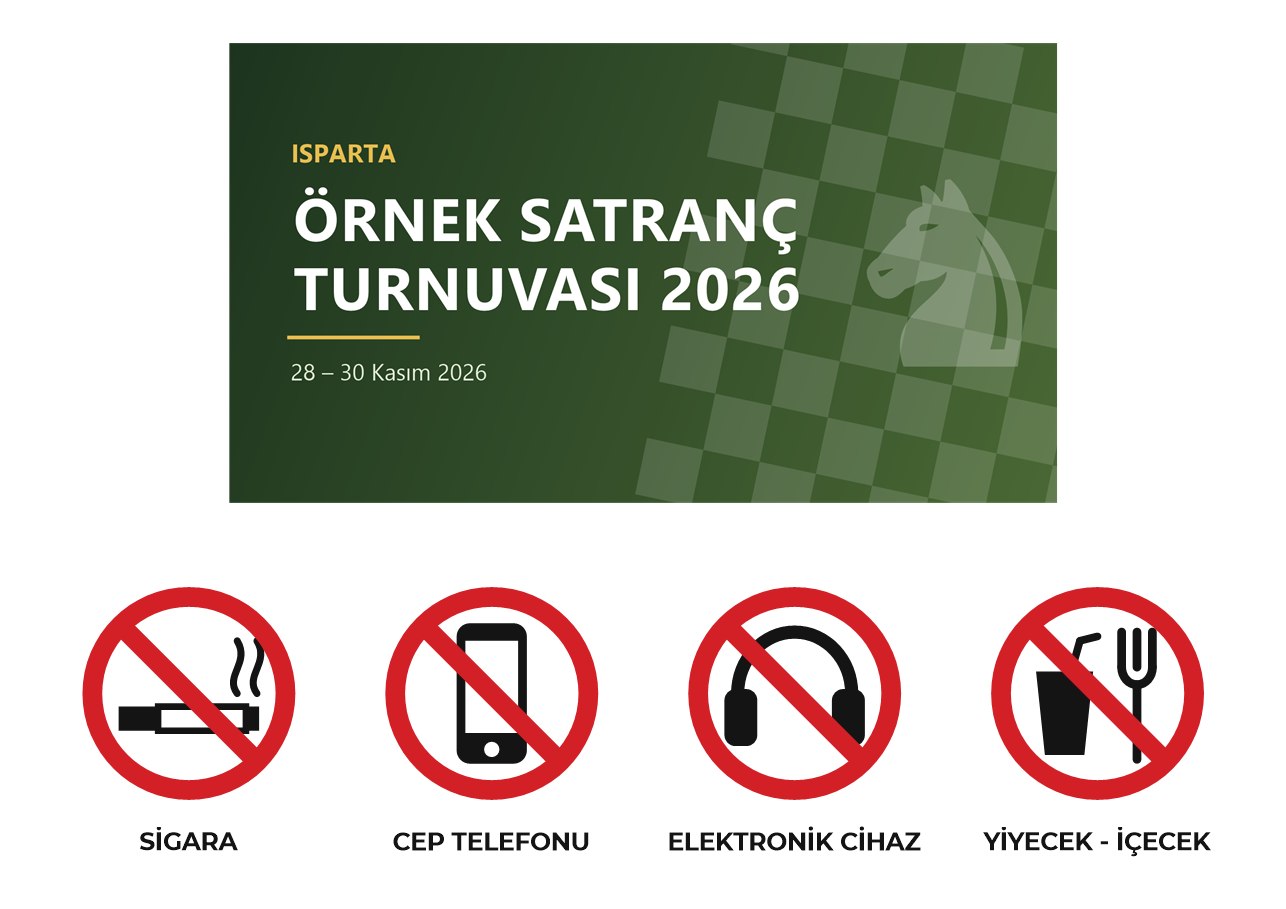 ISPARTA
ÖRNEK SATRANÇ
TURNUVASI 2026
28 – 30 Kasım 2026
SİGARA
CEP TELEFONU
ELEKTRONİK CİHAZ
YİYECEK - İÇECEK